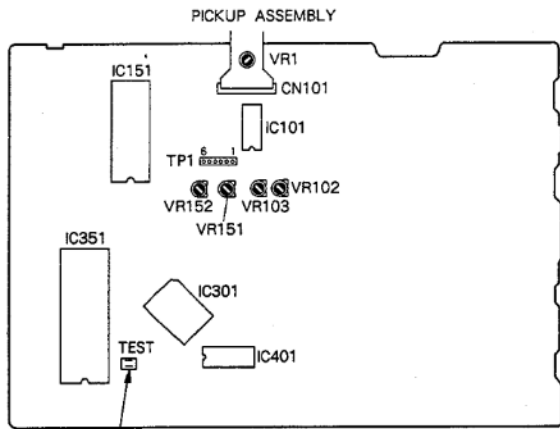 PICKUP ASSEMBLY
VR1
IC151
CN101
IC101
6 1
TP1
VR152 VR103 VR102
VR151
IC351
IC301
TEST
IC401